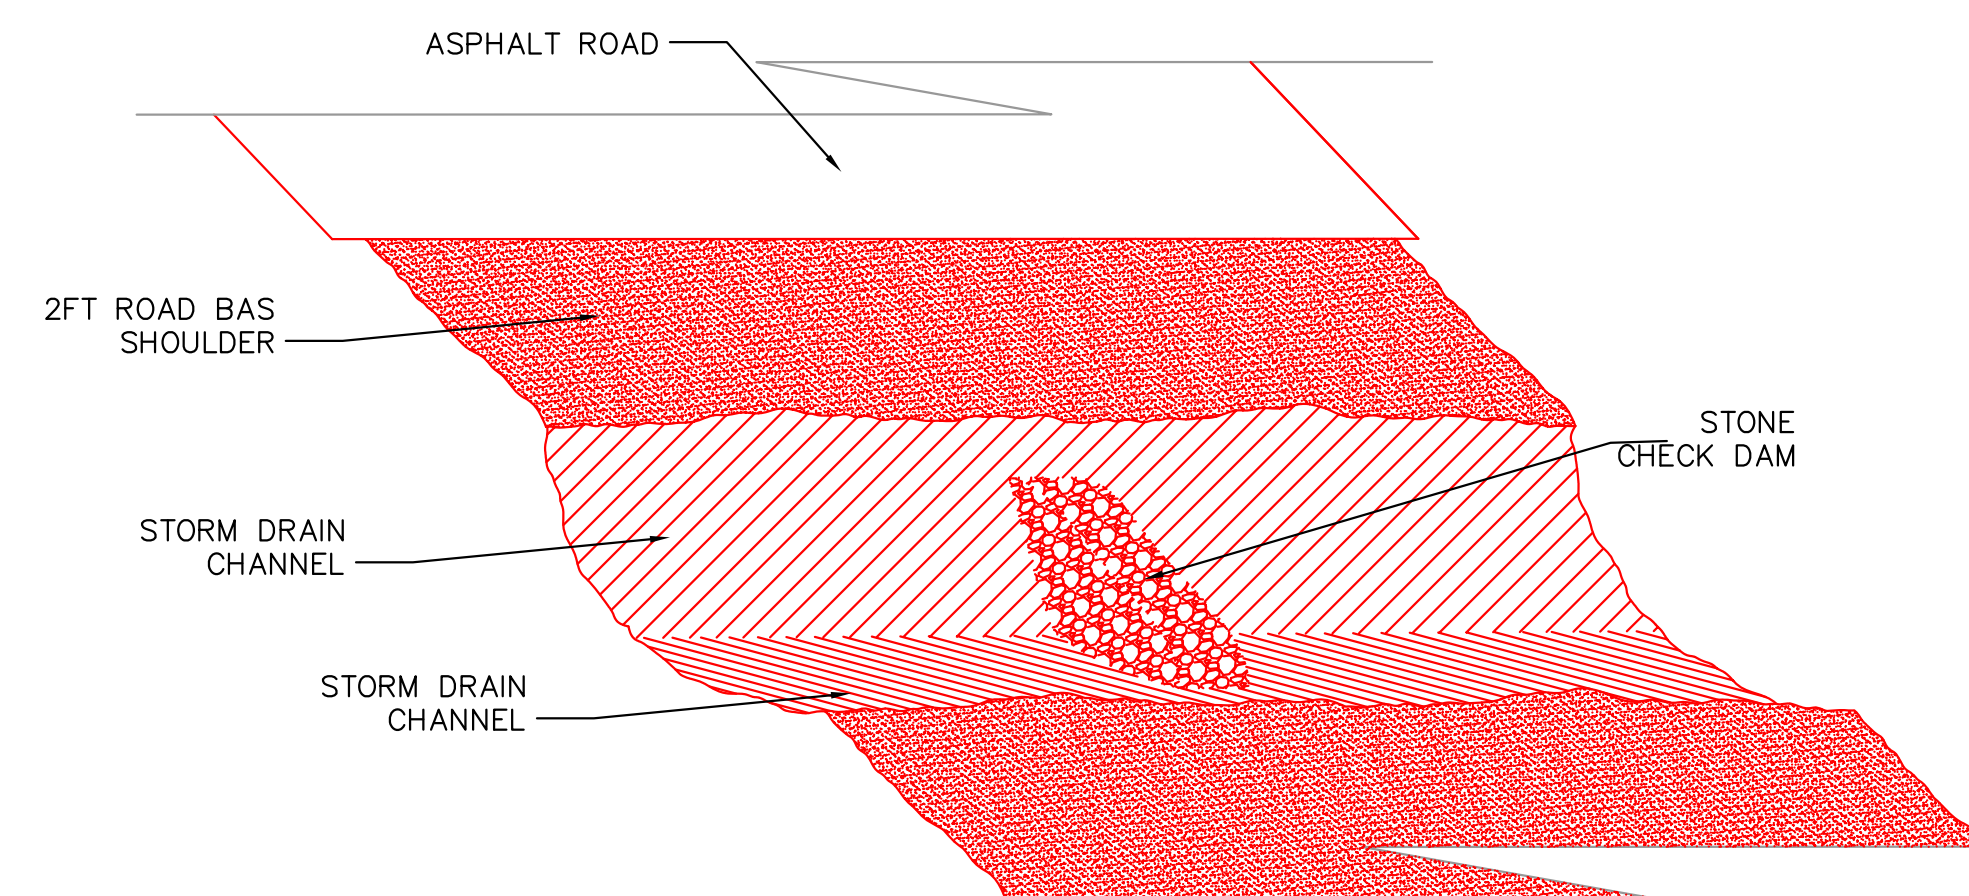 ASPHALT ROAD
2FT ROAD BAS
SHOULDER
STONE
CHECK DAM
STORM DRAIN
CHANNEL
STORM DRAIN
CHANNEL